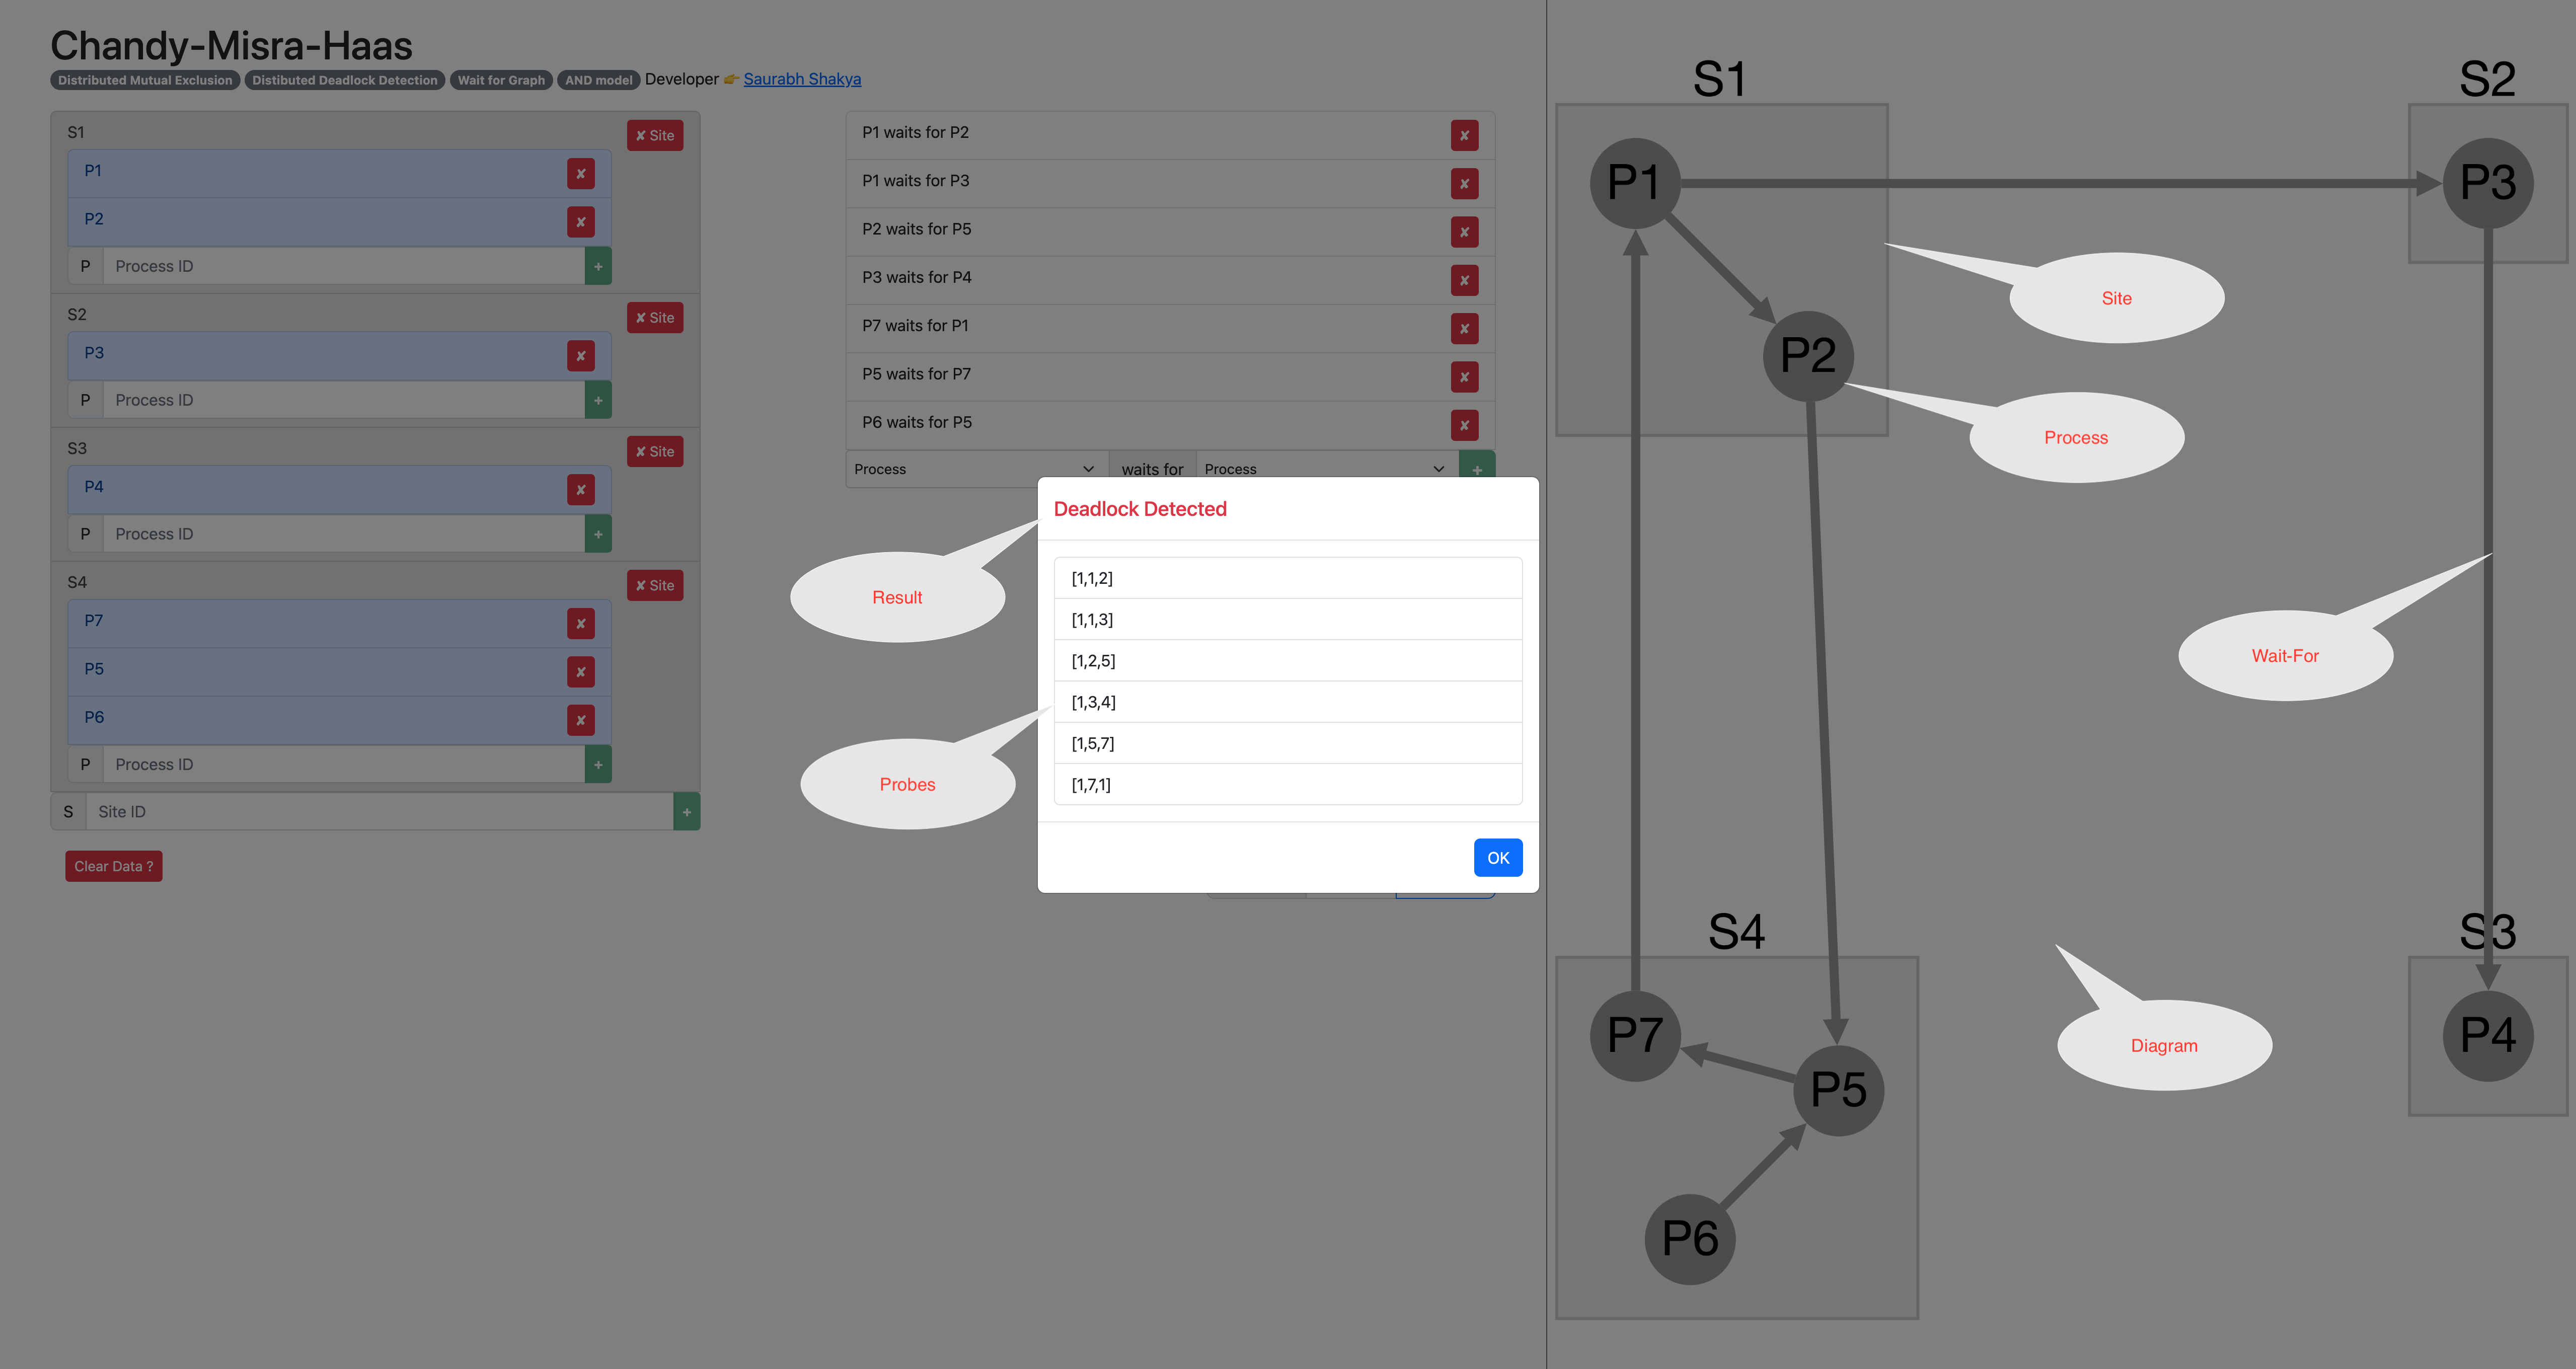 Chandy-Misra-Haas
Distributed Mutual Exclusion Distibuted Deadlock Detection Wait for Graph AND model Developer 👉 Saurabh Shakya
S1
✘ Site
P1
✘
P2
✘
P Process ID +
S2
✘ Site
P3
✘
P Process ID +
S3
✘ Site
P4
✘
P Process ID +
S4
✘ Site
P7
✘
P5
✘
P6
✘
P Process ID +
S Site ID +
Clear Data ?
P1 waits for P2
✘
P1 waits for P3
✘
P2 waits for P5
✘
P3 waits for P4
✘
P7 waits for P1
✘
P5 waits for P7
✘
P6 waits for P5
✘
Process waits for Process +
Deadlock Detected
[1,1,2]
[1,1,3]
[1,2,5]
[1,3,4]
[1,5,7]
[1,7,1]
OK
Result
Probes
S1
S2
P1
P3
Site
P2
Process
Wait-For
S4
S3
P7
P5
P4
Diagram
P6